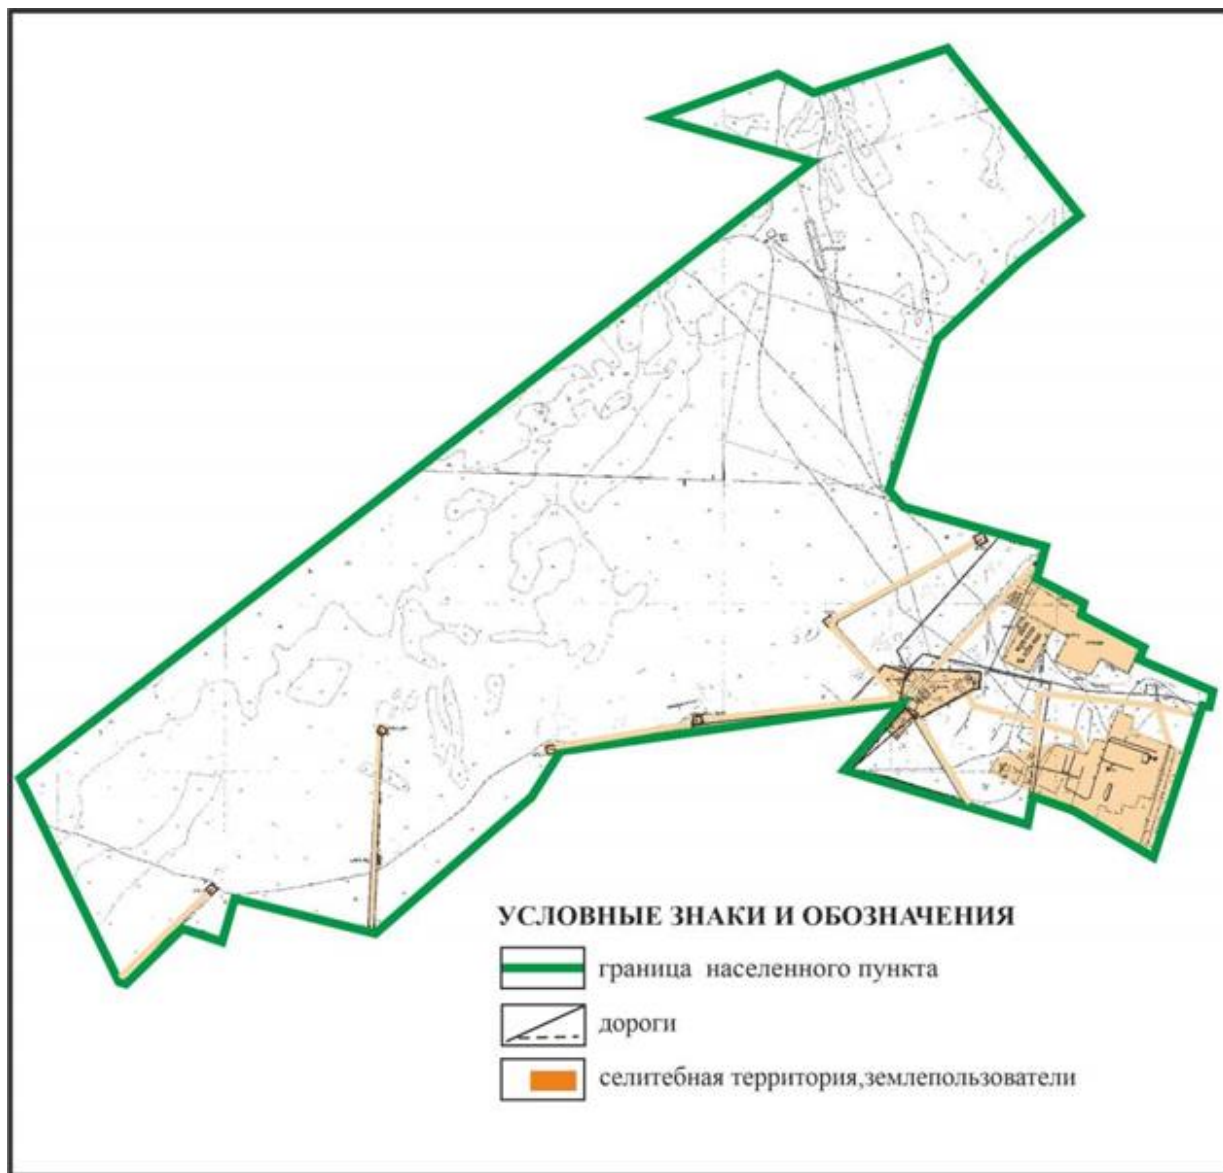 УСЛОВНЫЕ ЗНАКИ И ОБОЗНАЧЕНИЯ
граница населенного пункта
дороги
селитебная территория,землепользователи